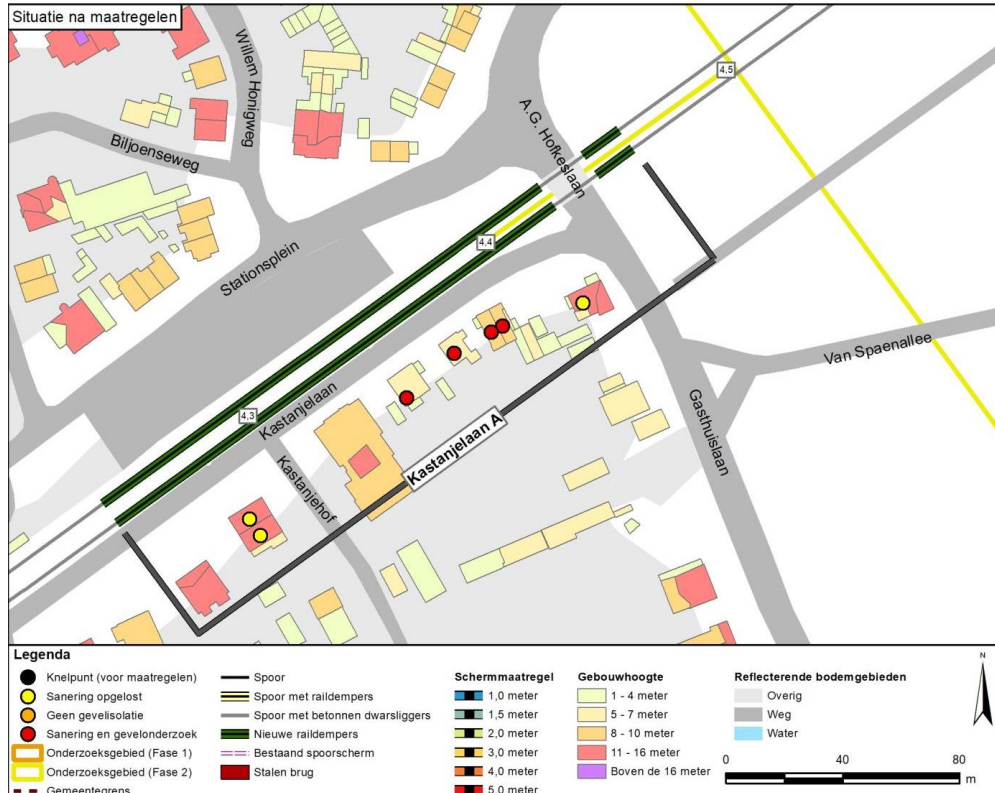 Situatie na maatregelen
Willem Honigweg
Biljoenseweg
A.G. Hofkeslaan
4,5
Stationsplein
4,4
Van Spaenallee
4,3
Kastanjelaan
Kastanjelaan A
Gasthuislaan
Kastanjehof
Legenda
Knelpunt (voor maatregelen)
Sanering opgelost
Geen gevelisolatie
Sanering en gevelonderzoek
Onderzoeksgebied (Fase 1)
Onderzoeksgebied (Fase 2)
Gemeentegrens
Spoor
Spoor met raildempers
Spoor met betonnen dwarsliggers
Nieuwe raildempers
Bestaand spoorscherm
Stalen brug
Schermmaatregel
1,0 meter
1,5 meter
2,0 meter
3,0 meter
4,0 meter
5,0 meter
Gebouwhoogte
1 - 4 meter
5 - 7 meter
8 - 10 meter
11 - 16 meter
Boven de 16 meter
Reflecterende bodemgebieden
Overig
Weg
Water
N
0 40 80
m